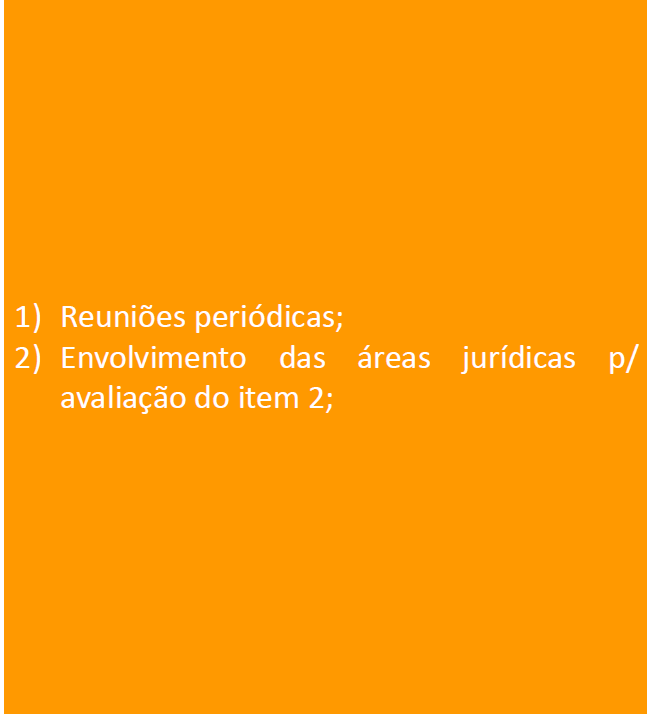 1) Reuniões periódicas;
2) Envolvimento das áreas jurídicas p/
avaliação do item 2;